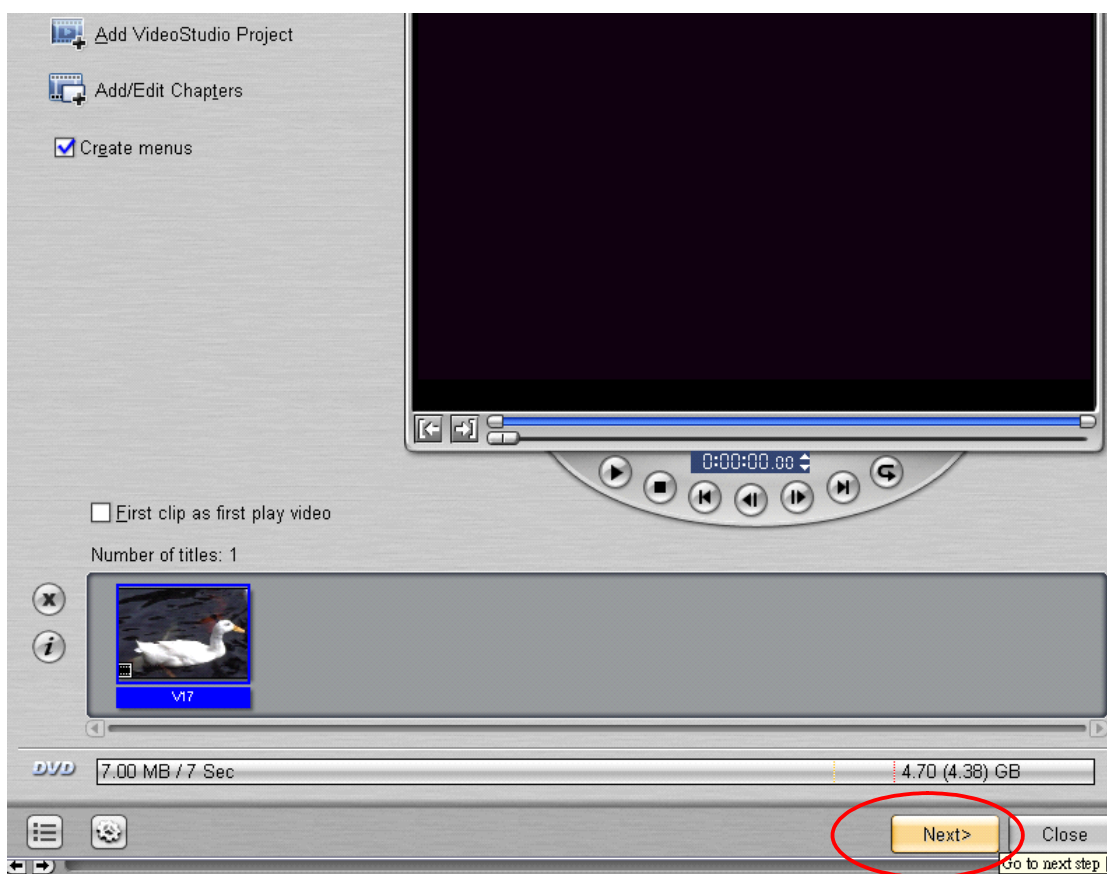 Add VideoStudio Project
Add/Edit Chapters
Create menus
0:00:00.00
First clip as first play video
Number of titles: 1
V17
DVD 7.00 MB / 7 Sec 4.70 (4.38) GB
Next> Close
Go to next step